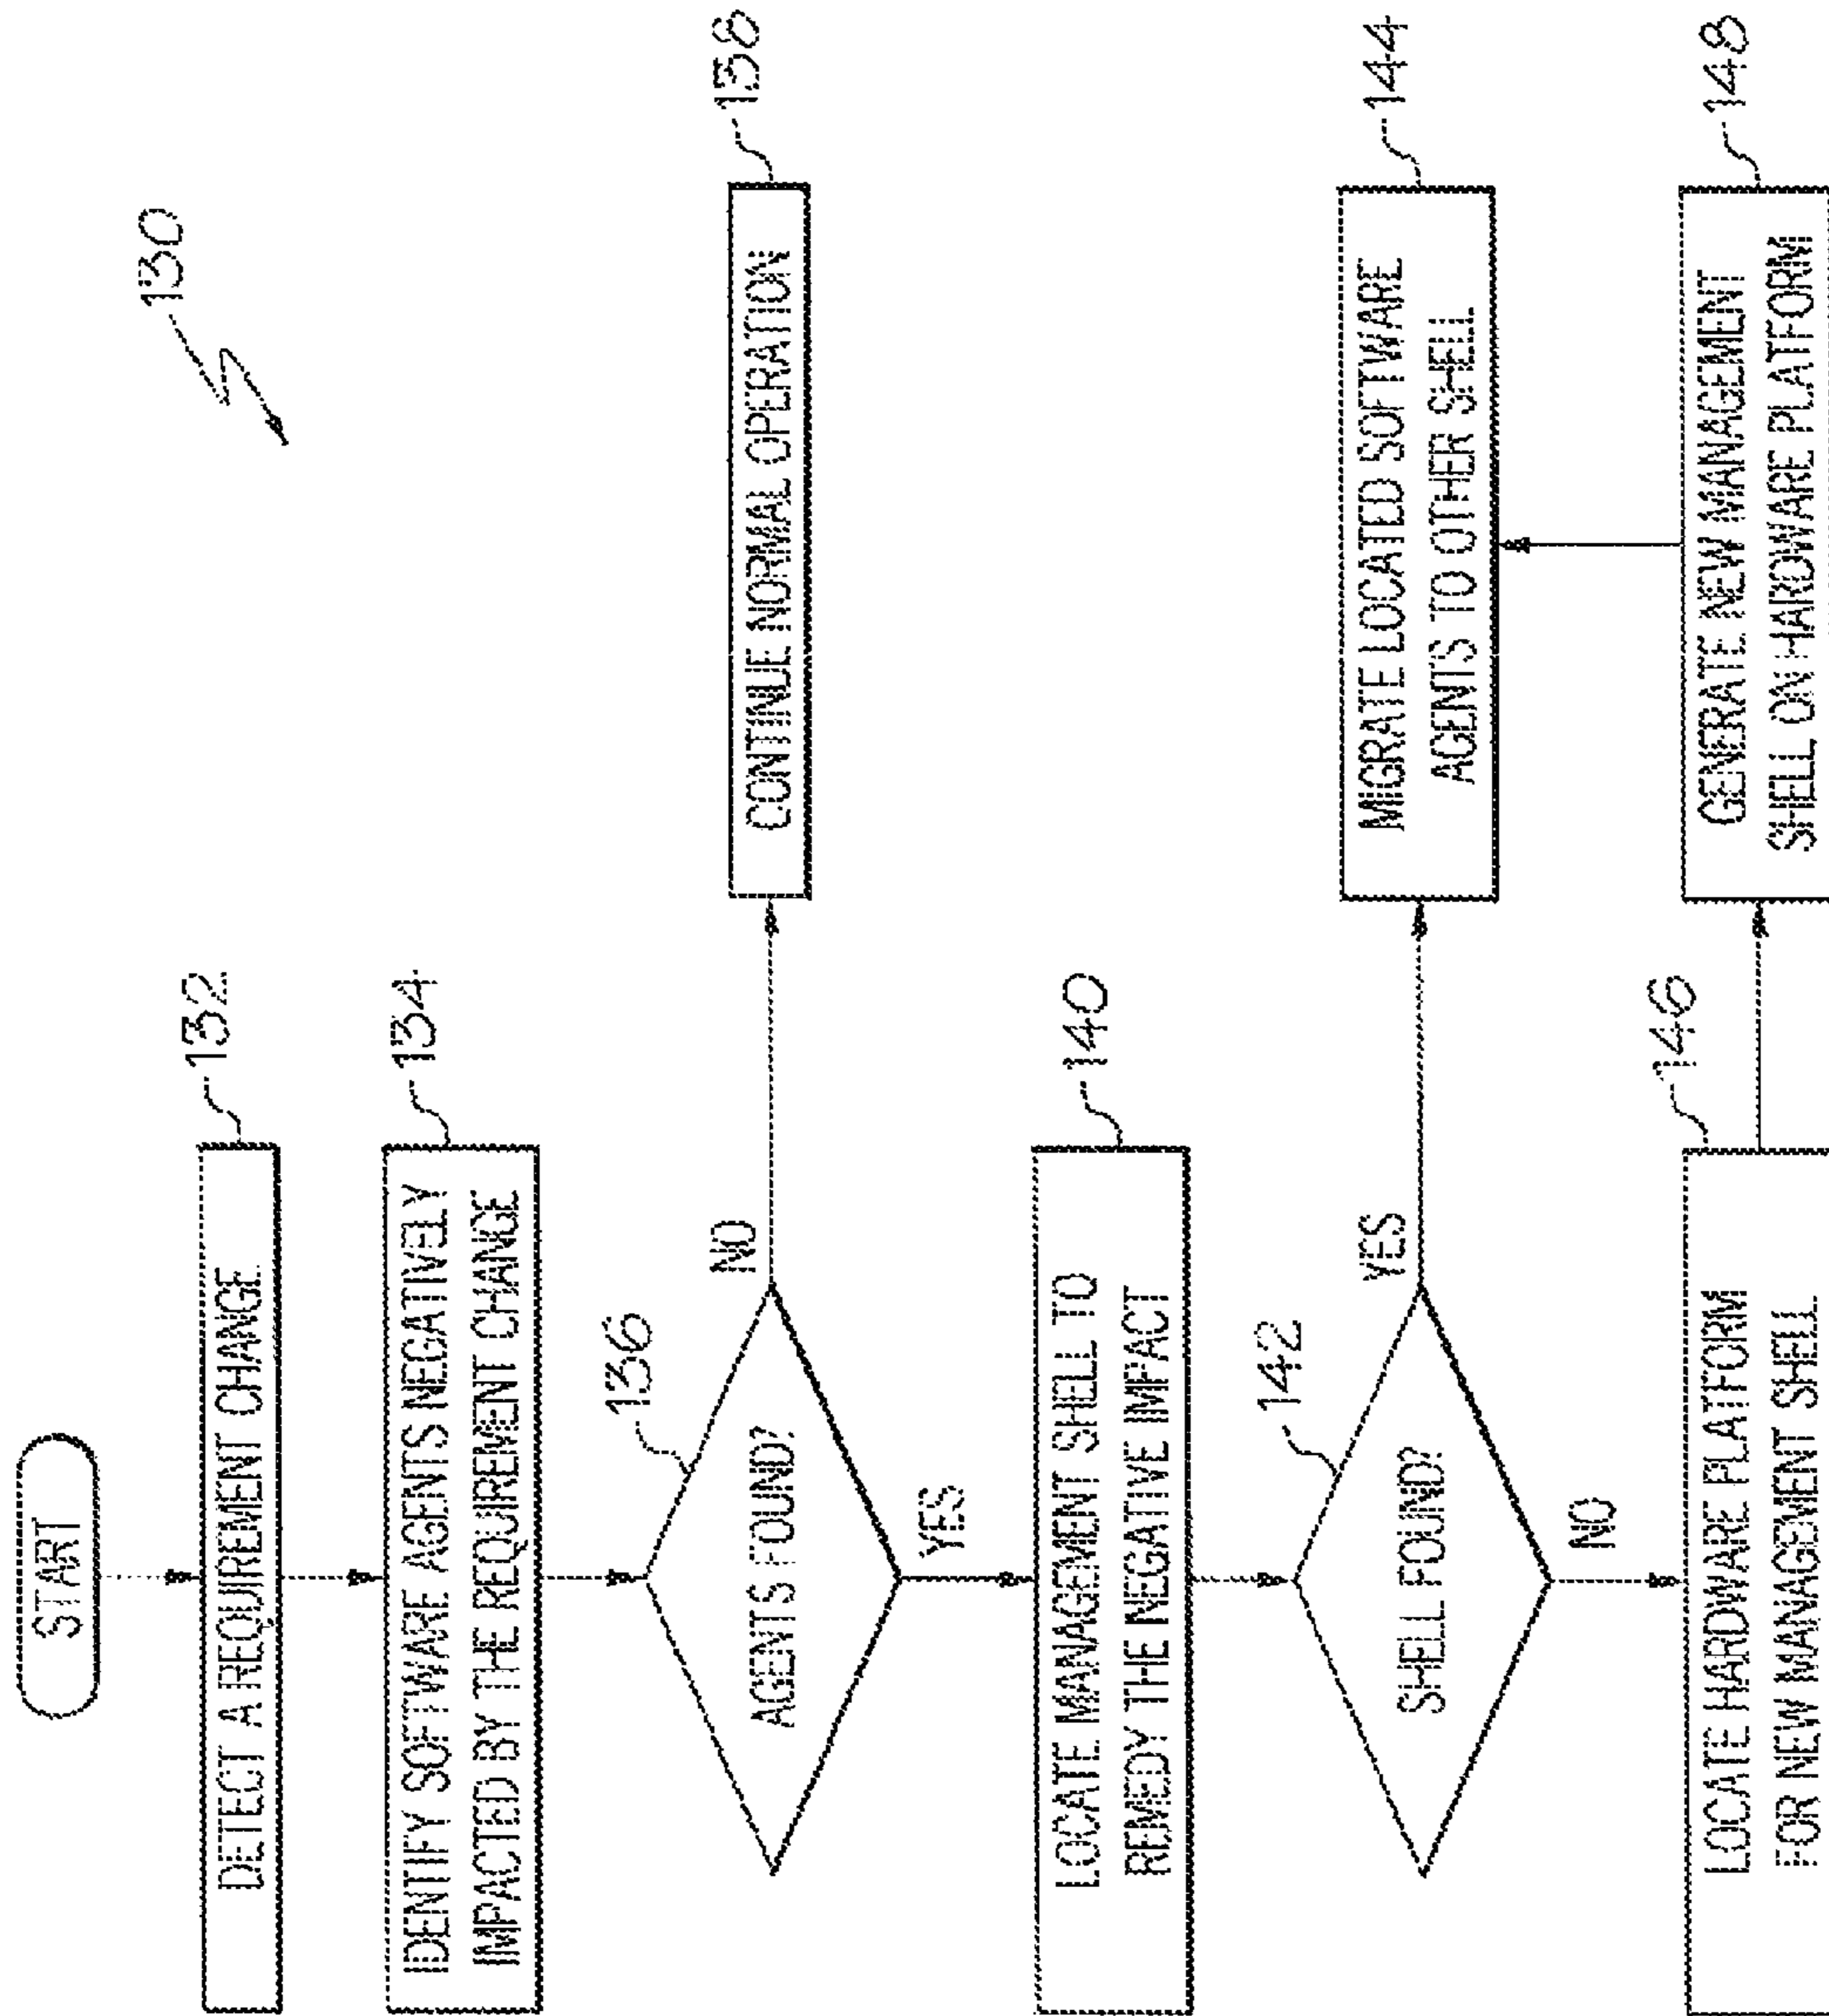 130
START
DETECT A REQUIREMENT CHANGE
132
IDENTIFY SOFTWARE AGENTS NEGATIVELY
IMPACTED BY THE REQUIREMENT CHANGE
134
AGENTS FOUND?
136
NO
CONTINUE NORMAL OPERATION
138
YES
LOCATE MANAGEMENT SHELL TO
REMEDY THE NEGATIVE IMPACT
140
SHELL FOUND?
142
YES
MIGRATE LOCATED SOFTWARE
AGENTS TO OTHER SHELL
144
NO
LOCATE HARDWARE PLATFORM
FOR NEW MANAGEMENT SHELL
146
GENERATE NEW MANAGEMENT
SHELL ON HARDWARE PLATFORM
148